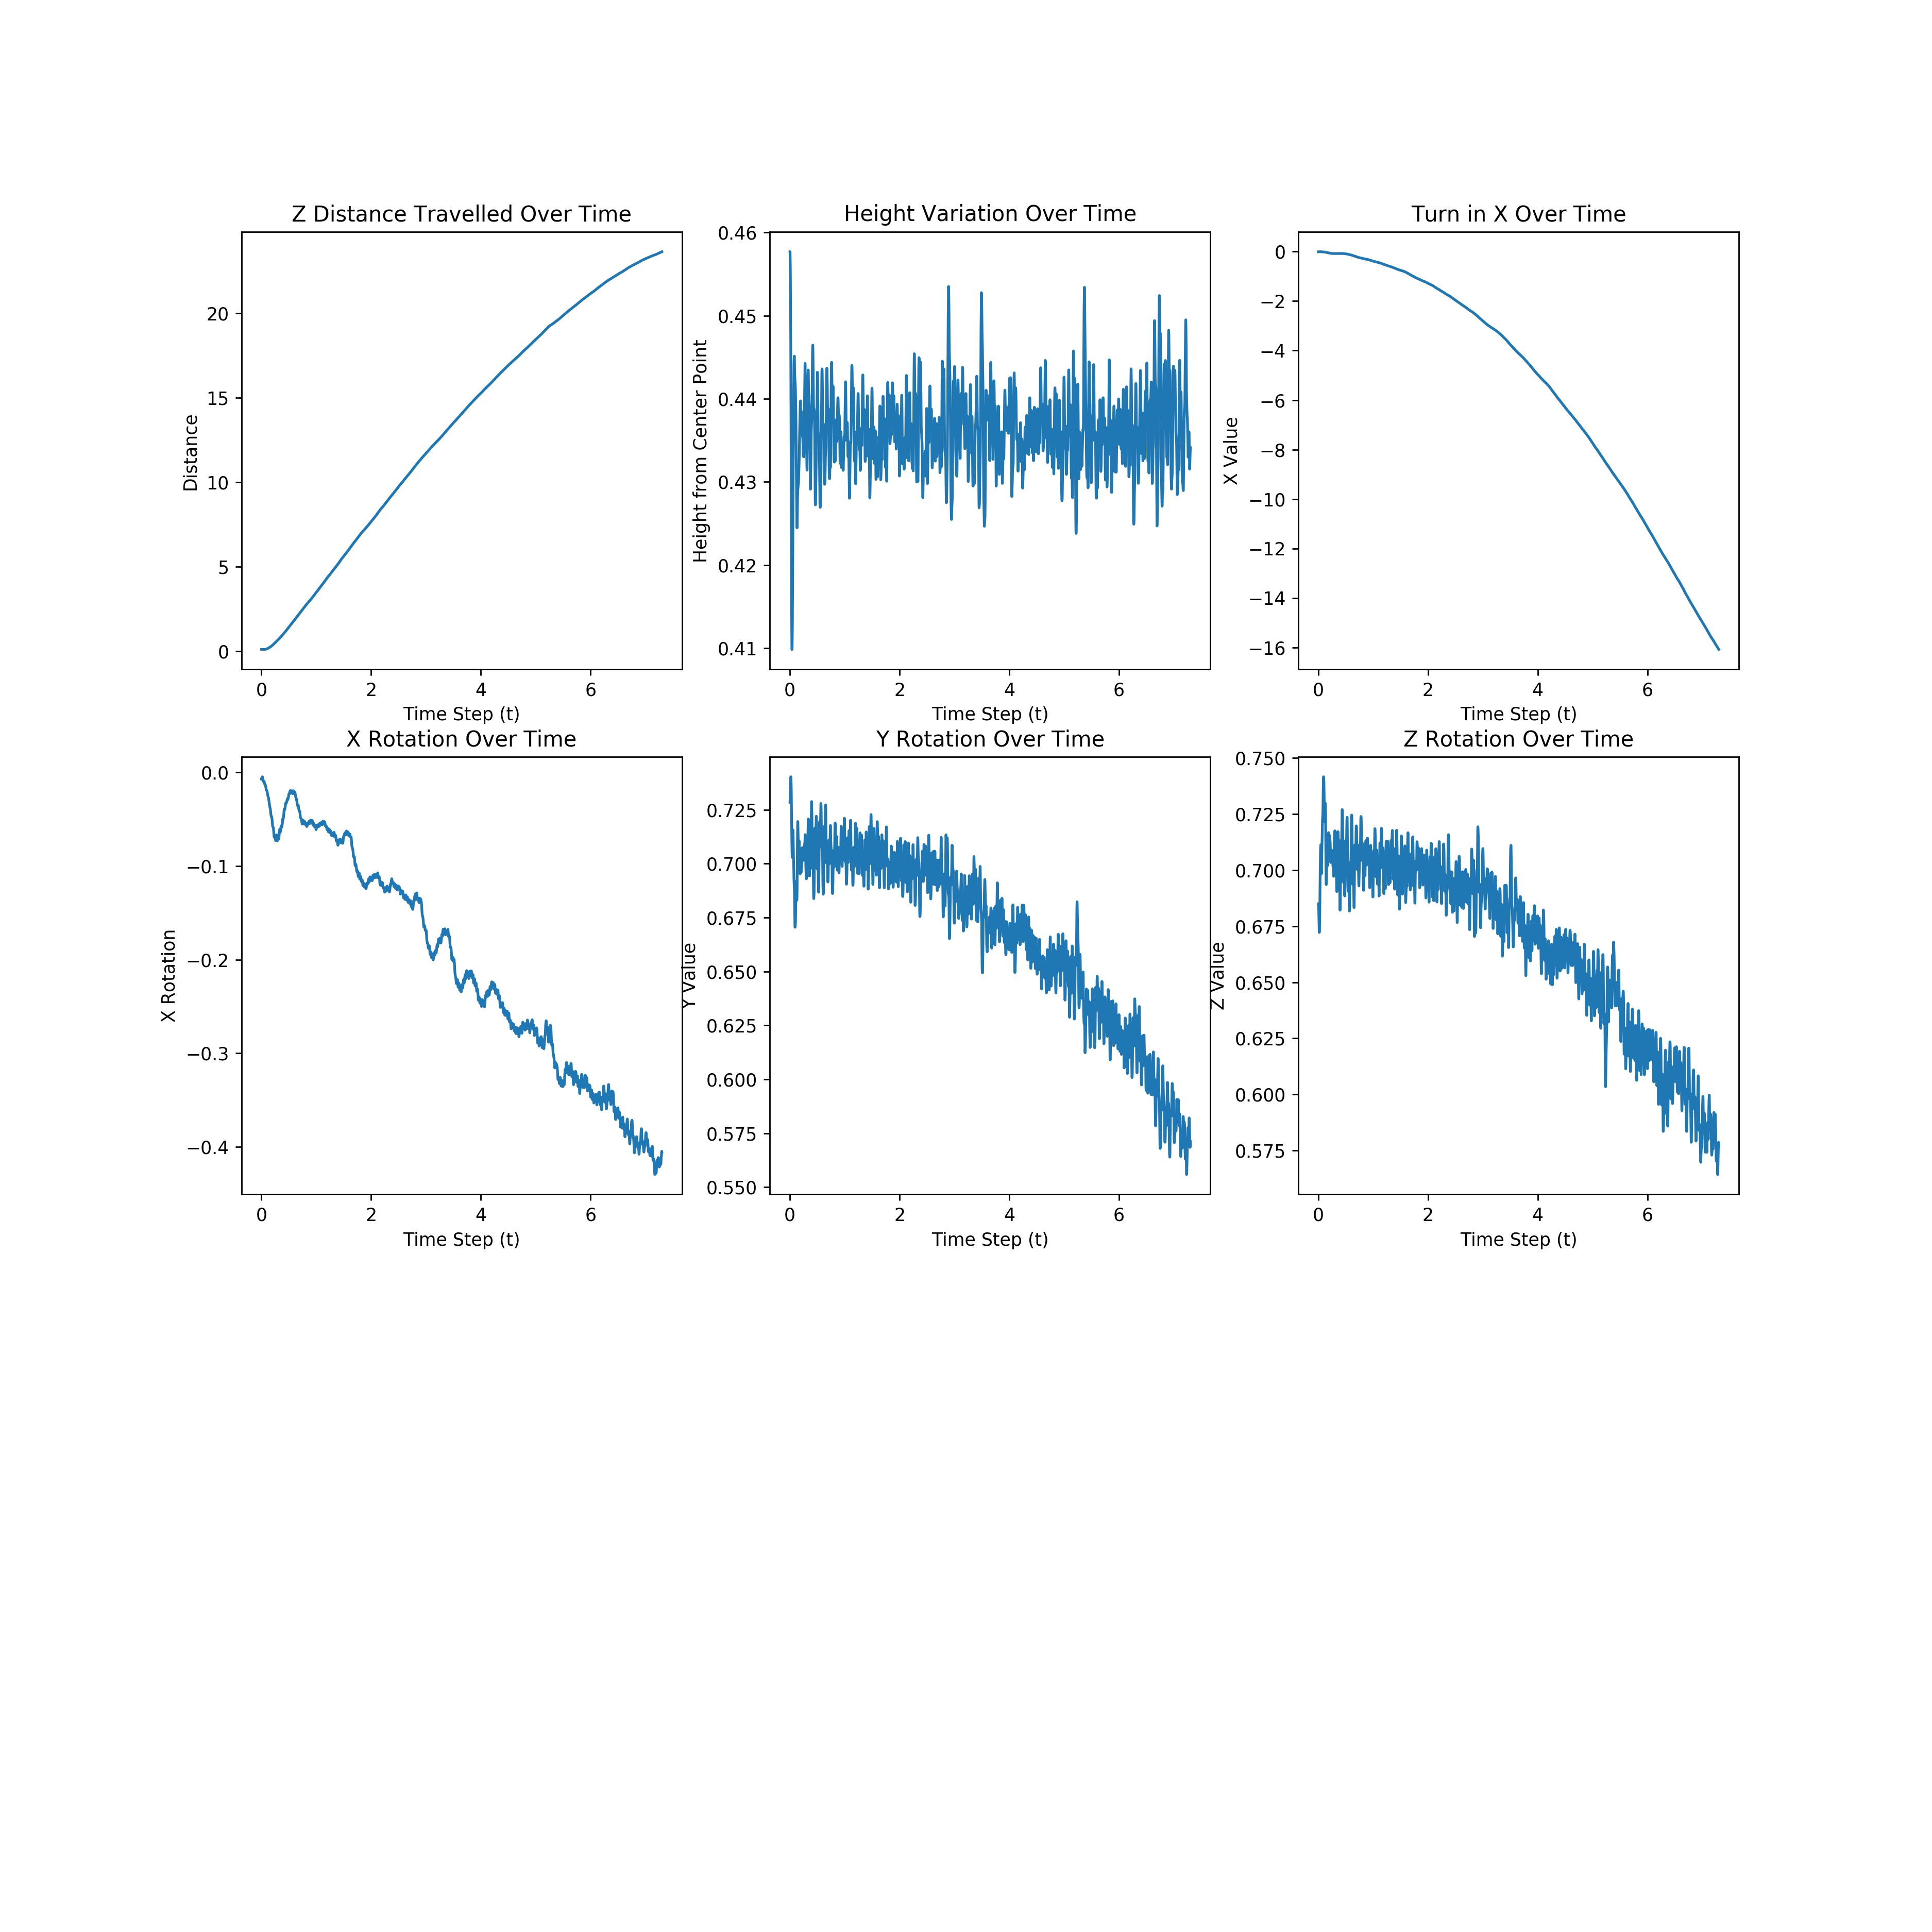 Z Distance Travelled Over Time
Distance
20
15
10
5
0
0 2 4 6
Time Step (t)
Height Variation Over Time
Height from Center Point
0.46
0.45
0.44
0.43
0.42
0.41
0 2 4 6
Time Step (t)
Turn in X Over Time
X Value
0
−2
−4
−6
−8
−10
−12
−14
−16
0 2 4 6
Time Step (t)
X Rotation Over Time
X Rotation
0.0
−0.1
−0.2
−0.3
−0.4
0 2 4 6
Time Step (t)
Y Rotation Over Time
Y Value
0.725
0.700
0.675
0.650
0.625
0.600
0.575
0.550
0 2 4 6
Time Step (t)
Z Rotation Over Time
Z Value
0.750
0.725
0.700
0.675
0.650
0.625
0.600
0.575
0 2 4 6
Time Step (t)